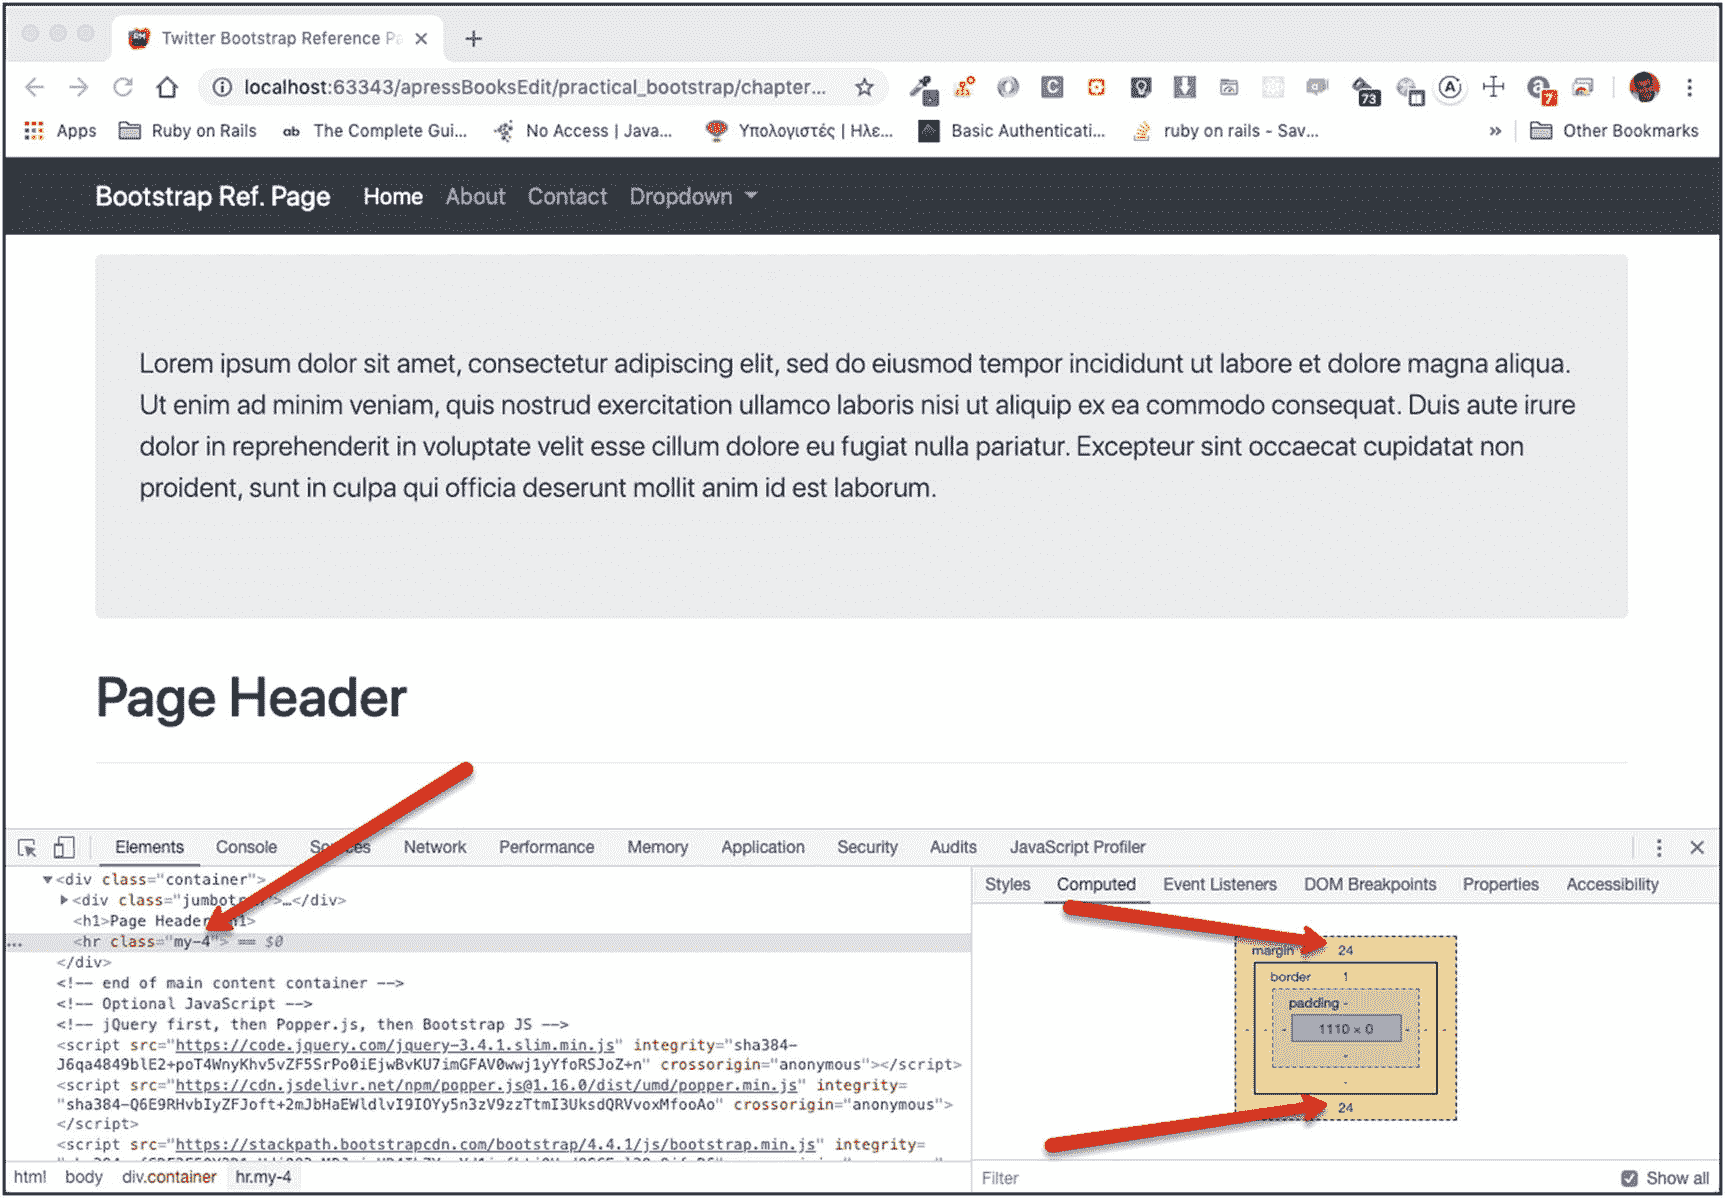 Twitter Bootstrap Reference Pa
localhost:63343/apressBooksEdit/practical_bootstrap/chapter...
73
7
Apps
Ruby on Rails
ab The Complete Gui...
No Access | Java...
Υπολογιστές | Ηλε...
Basic Authenticati...
ruby on rails - Sav...
»
Other Bookmarks
Bootstrap Ref. Page Home About Contact Dropdown
Lorem ipsum dolor sit amet, consectetur adipiscing elit, sed do eiusmod tempor incididunt ut labore et dolore magna aliqua.
Ut enim ad minim veniam, quis nostrud exercitation ullamco laboris nisi ut aliquip ex ea commodo consequat. Duis aute irure
dolor in reprehenderit in voluptate velit esse cillum dolore eu fugiat nulla pariatur. Excepteur sint occaecat cupidatat non
proident, sunt in culpa qui officia deserunt mollit anim id est laborum.
Page Header
Elements Console Sources Network Performance Memory Application Security Audits JavaScript Profiler
<div class="container">
<div class="jumbotron">…</div>
<h1>Page Header</h1>
<hr class="my-4"> == $0
</div>
<!-- end of main content container -->
<!-- Optional JavaScript -->
<!-- jQuery first, then Popper.js, then Bootstrap JS -->
<script src="https://code.jquery.com/jquery-3.4.1.slim.min.js" integrity="sha384-
J6qa4849blE2+poT4WnyKhv5vZF5SrPo0iEjwBvKU7imGFAV0wwj1yYfoRSJoZ+n" crossorigin="anonymous"></script>
<script src="https://cdn.jsdelivr.net/npm/popper.js@1.16.0/dist/umd/popper.min.js" integrity=
"sha384-Q6E9RHvbIyZFJoft+2mJbHaEWldlvI9IOYy5n3zV9zzTtmI3UksdQRVvoxMfooAo" crossorigin="anonymous">
</script>
<script src="https://stackpath.bootstrapcdn.com/bootstrap/4.4.1/js/bootstrap.min.js" integrity=
html body div.container hr.my-4
Styles Computed Event Listeners DOM Breakpoints Properties Accessibility
margin 24
border 1
padding -
- - - 1110 × 0 - - -
-
-
24
Filter
Show all